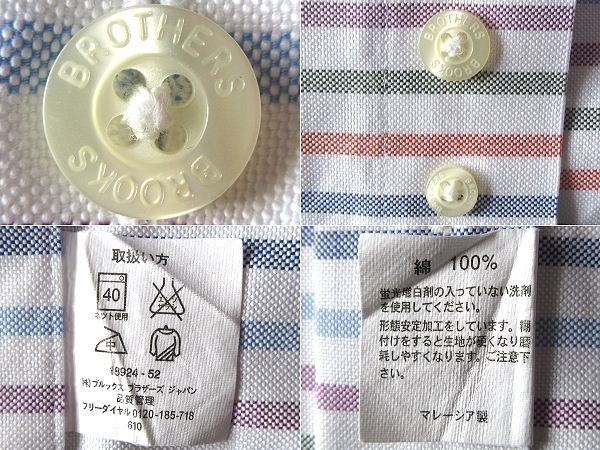 BROTHERS
BROOKS
BROTHERS
BROOKS
取扱い方
40
ネット使用
18924-52
㈱ブルックス ブラザーズ ジャパン
品質管理
フリーダイヤル 0120-185-718
610
綿 100%
蛍光増白剤の入っていない洗剤
を使用してください。
形態安定加工をしています。糊
付けをすると生地が硬くなり磨
耗しやすくなります。ご注意下
さい。
マレーシア製